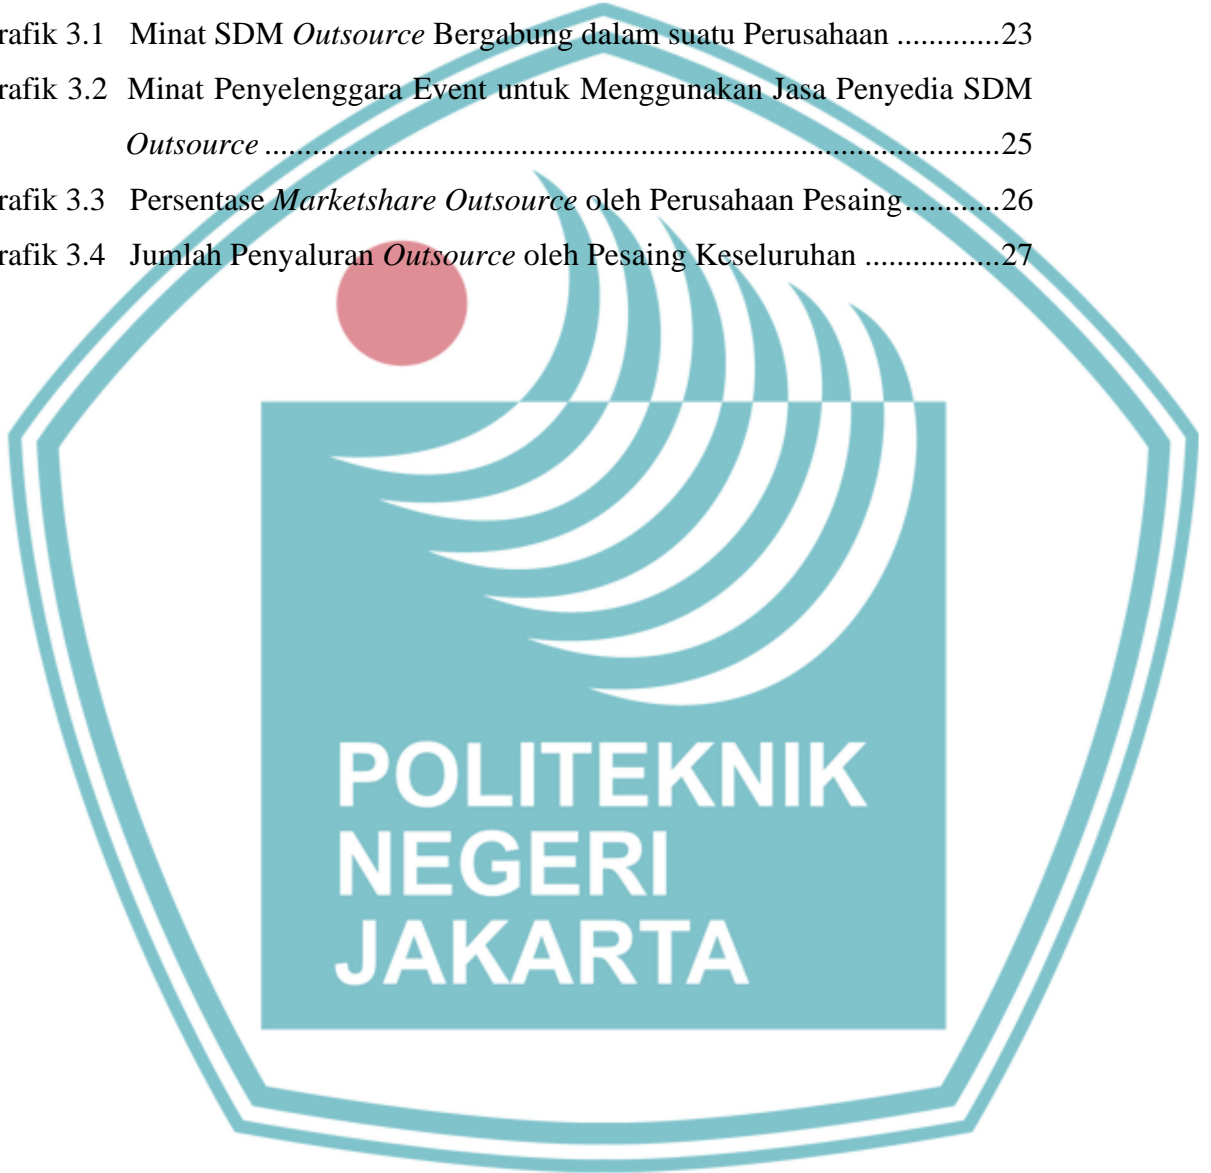 rafik 3.1 Minat SDM Outsource Bergabung dalam suatu Perusahaan .............23
rafik 3.2 Minat Penyelenggara Event untuk Menggunakan Jasa Penyedia SDM
Outsource ............................................................................................25
rafik 3.3 Persentase Marketshare Outsource oleh Perusahaan Pesaing............26
rafik 3.4 Jumlah Penyaluran Outsource oleh Pesaing Keseluruhan .................27
POLITEKNIK
NEGERI
JAKARTA